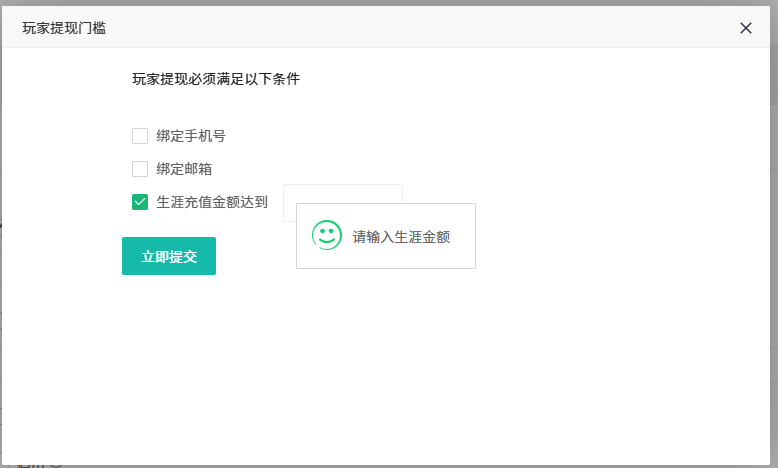 玩家提现门槛
玩家提现必须满足以下条件
绑定手机号
绑定邮箱
生涯充值金额达到
请输入生涯金额
立即提交